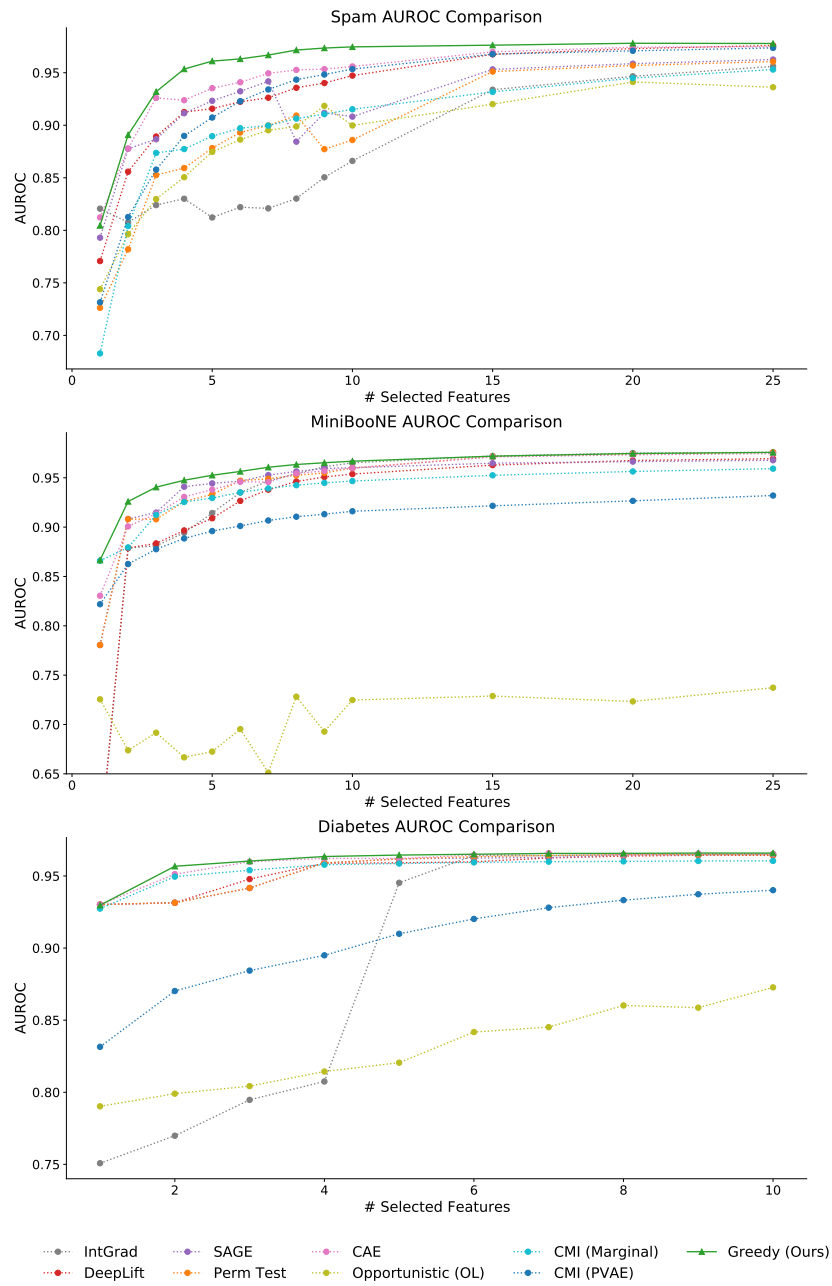 Spam AUROC Comparison
0.95
0.90
0.85
0.80
0.75
0.70
AUROC
0 5 10 15 20 25
# Selected Features
MiniBooNE AUROC Comparison
0.95
0.90
0.85
0.80
0.75
0.70
0.65
AUROC
0 5 10 15 20 25
# Selected Features
Diabetes AUROC Comparison
0.95
0.90
0.85
0.80
0.75
AUROC
2 4 6 8 10
# Selected Features
IntGrad SAGE CAE CMI (Marginal) Greedy (Ours)
DeepLift Perm Test Opportunistic (OL) CMI (PVAE)